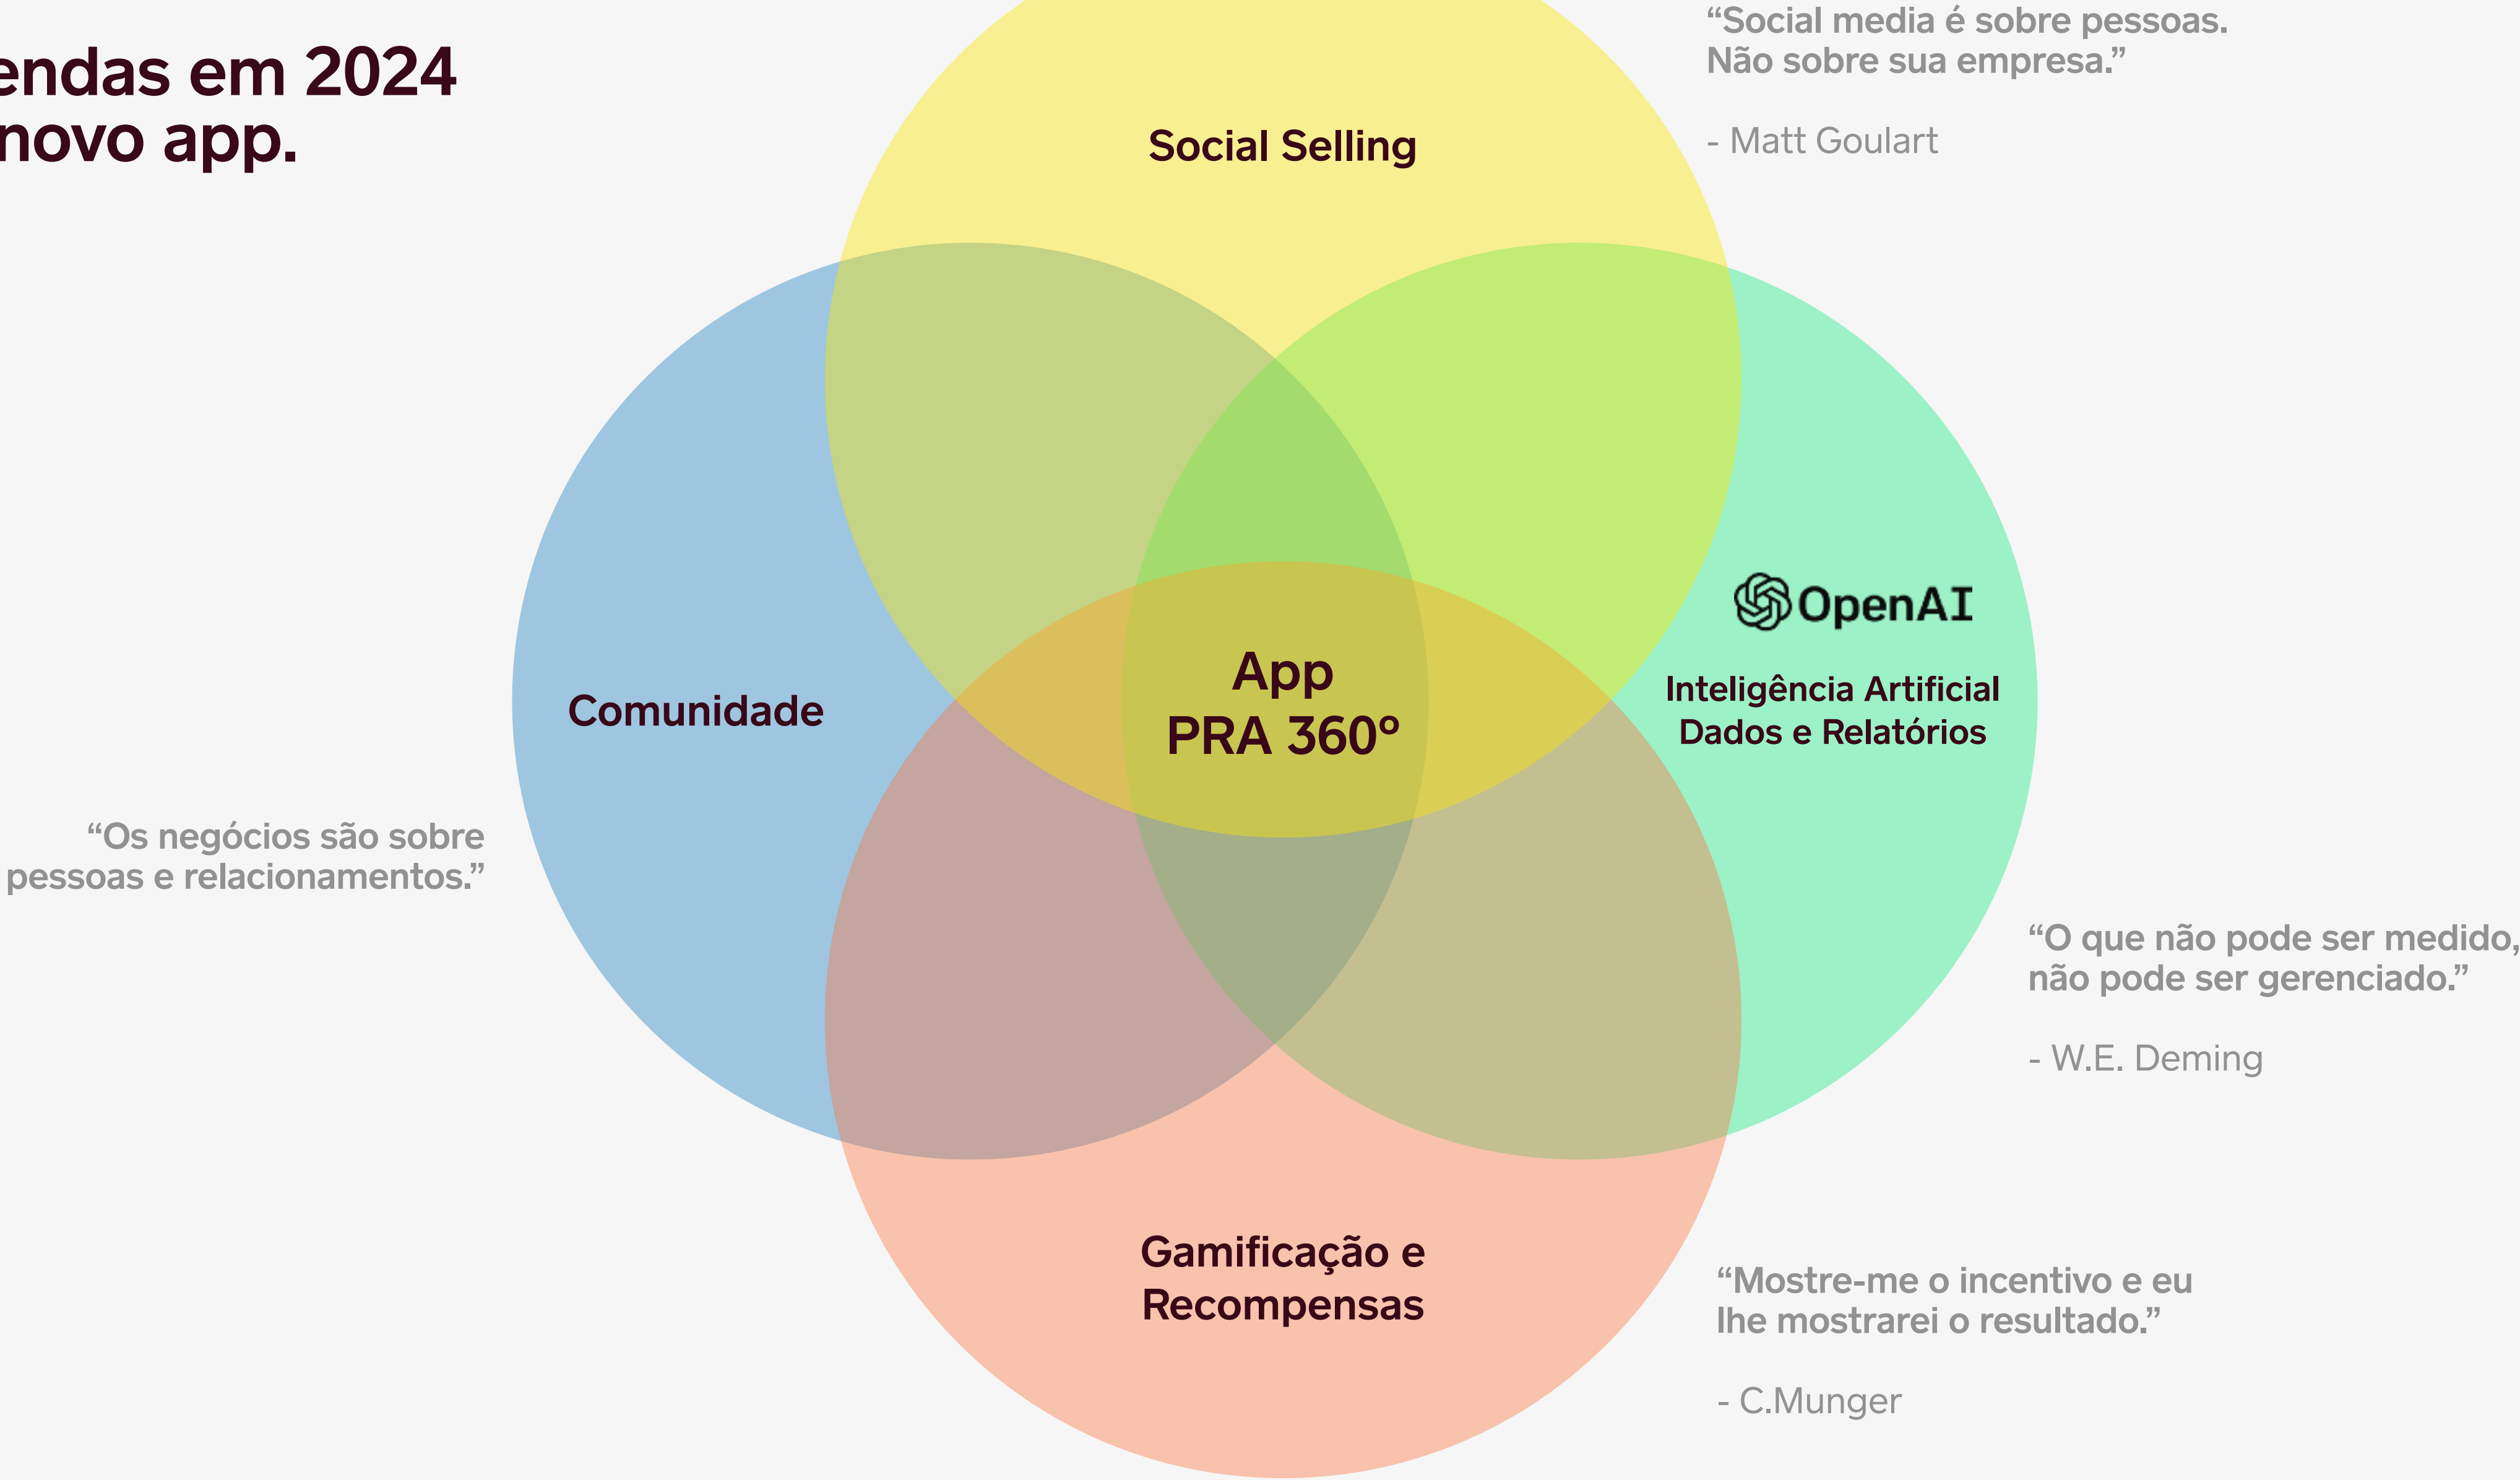 endas em 2024
novo app.
“Social media é sobre pessoas.
Não sobre sua empresa.”
- Matt Goulart
Social Selling
OpenAI
Inteligência Artificial
Dados e Relatórios
App
PRA 360º
Comunidade
“Os negócios são sobre
pessoas e relacionamentos.”
“O que não pode ser medido,
não pode ser gerenciado.”
- W.E. Deming
Gamificação e
Recompensas
“Mostre-me o incentivo e eu
lhe mostrarei o resultado.”
- C.Munger